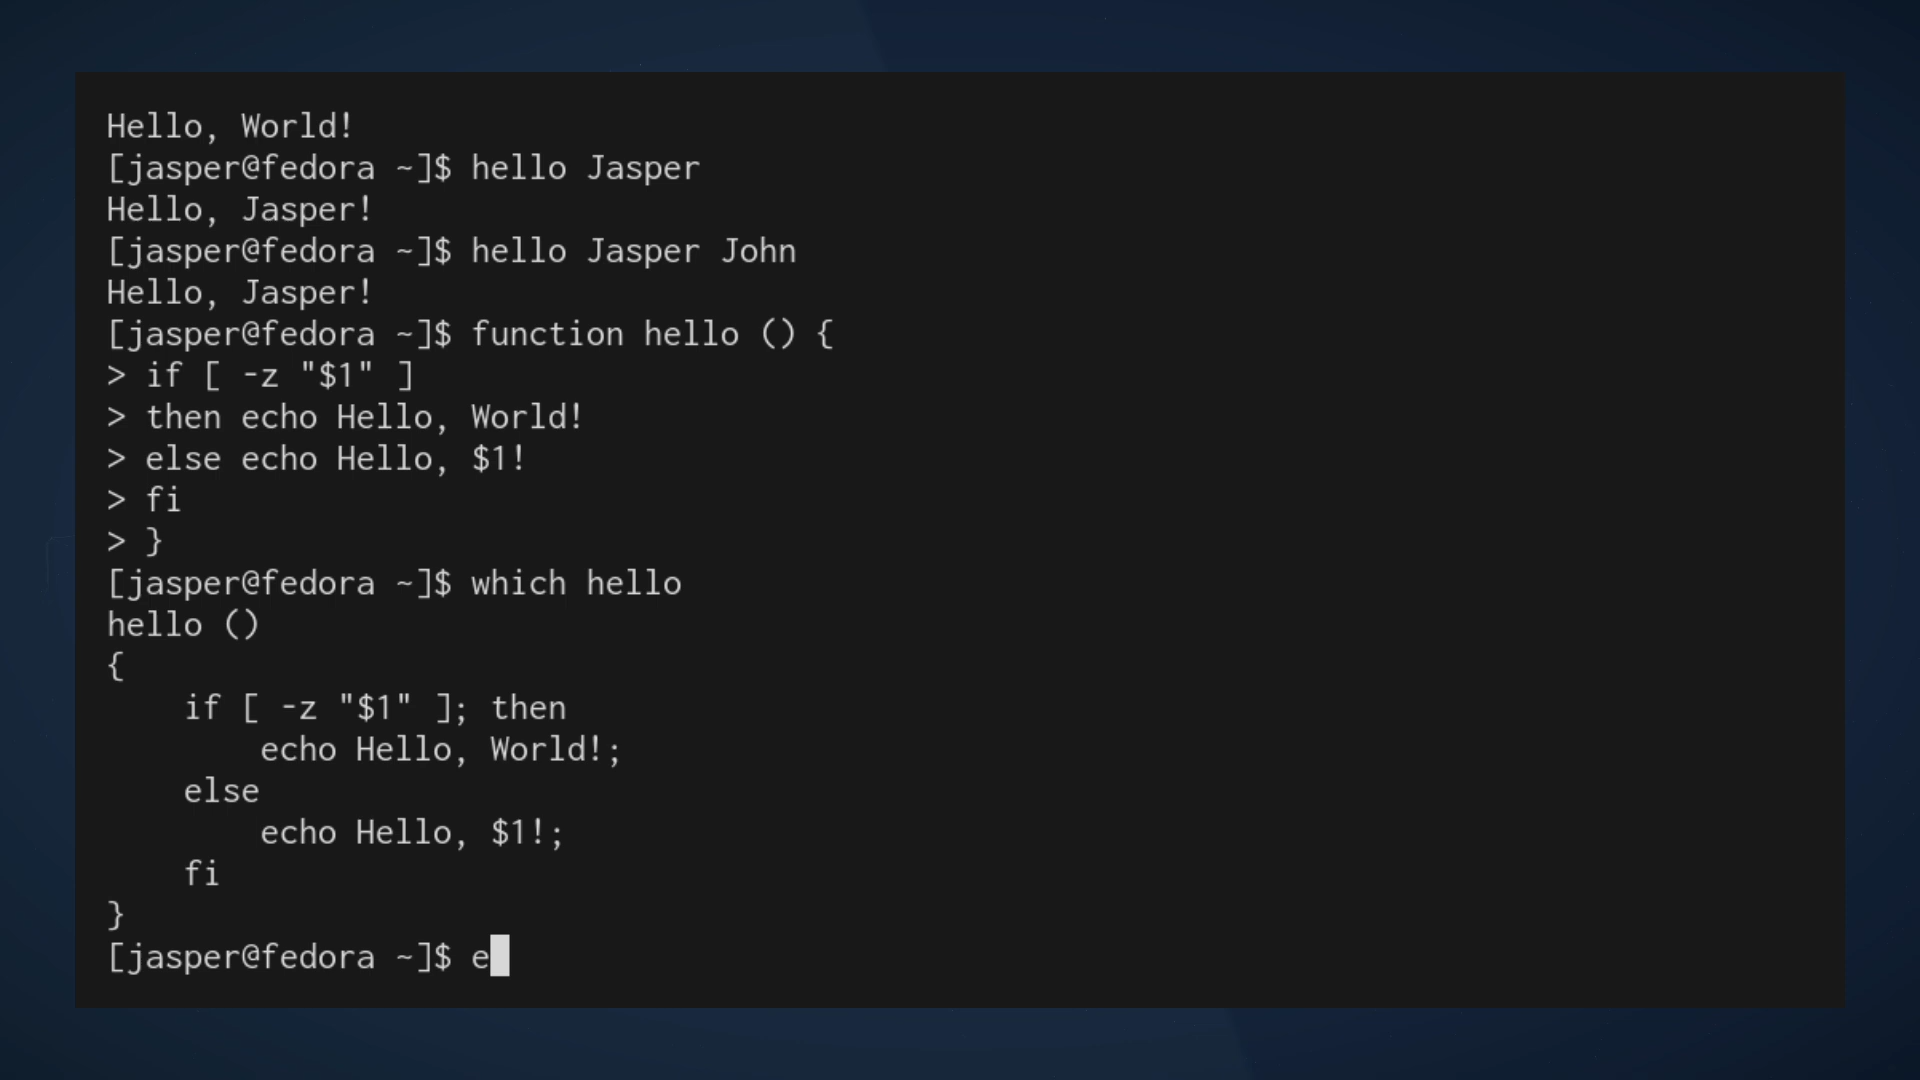 Hello, World!
[jasper@fedora ~]$ hello Jasper
Hello, Jasper!
[jasper@fedora ~]$ hello Jasper John
Hello, Jasper!
[jasper@fedora ~]$ function hello () {
> if [ -z "$1" ]
> then echo Hello, World!
> else echo Hello, $1!
> fi
> }
[jasper@fedora ~]$ which hello
hello ()
{
    if [ -z "$1" ]; then
        echo Hello, World!;
    else
        echo Hello, $1!;
    fi
}
[jasper@fedora ~]$ e